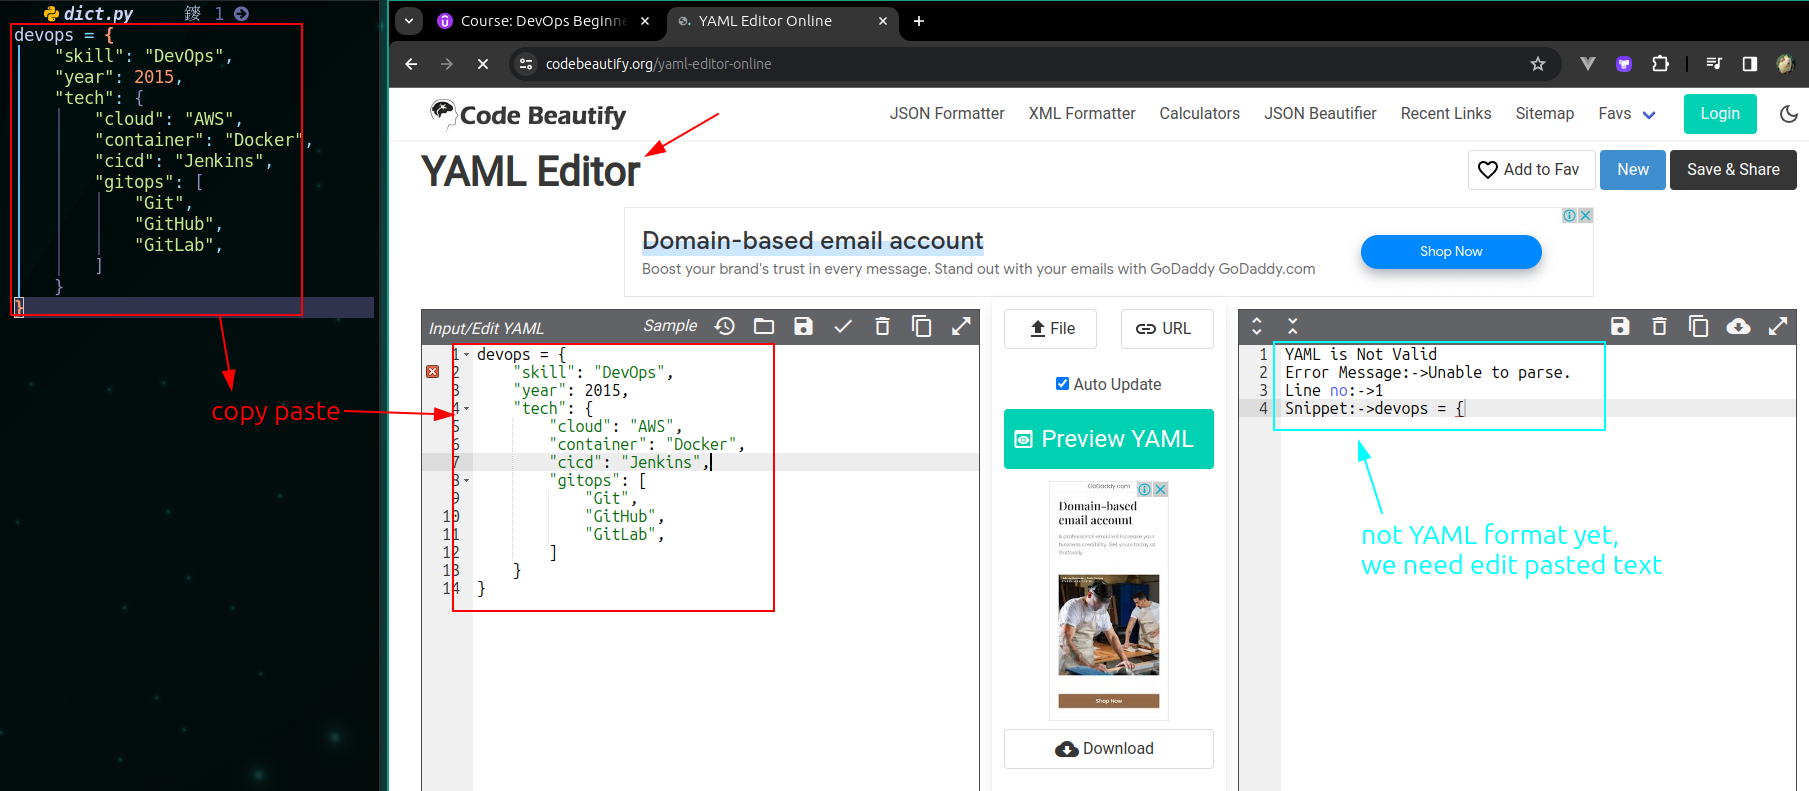 dict.py 1
devops = {
"skill": "DevOps",
"year": 2015,
"tech": {
"cloud": "AWS",
"container": "Docker",
"cicd": "Jenkins",
"gitops": [
"Git",
"GitHub",
"GitLab",
]
}
}
copy paste
Course: DevOps Beginne
YAML Editor Online
codebeautify.org/yaml-editor-online
Code Beautify
JSON Formatter
XML Formatter
Calculators
JSON Beautifier
Recent Links
Sitemap
Favs
Login
YAML Editor
Add to Fav
New
Save & Share
Domain-based email account
Boost your brand's trust in every message. Stand out with your emails with GoDaddy GoDaddy.com
Shop Now
Input/Edit YAML
Sample
1 devops = {
2 "skill": "DevOps",
3 "year": 2015,
4 "tech": {
5 "cloud": "AWS",
6 "container": "Docker",
7 "cicd": "Jenkins",
8 "gitops": [
9 "Git",
10 "GitHub",
11 "GitLab",
12 ]
13 }
14 }
File
URL
Auto Update
Preview YAML
GoDaddy.com
Domain-based
email account
A professional email will increase your
business credibility. Get yours today at
GoDaddy.
Shop Now
Download
1 YAML is Not Valid
2 Error Message:->Unable to parse.
3 Line no:->1
4 Snippet:->devops = {
not YAML format yet,
we need edit pasted text